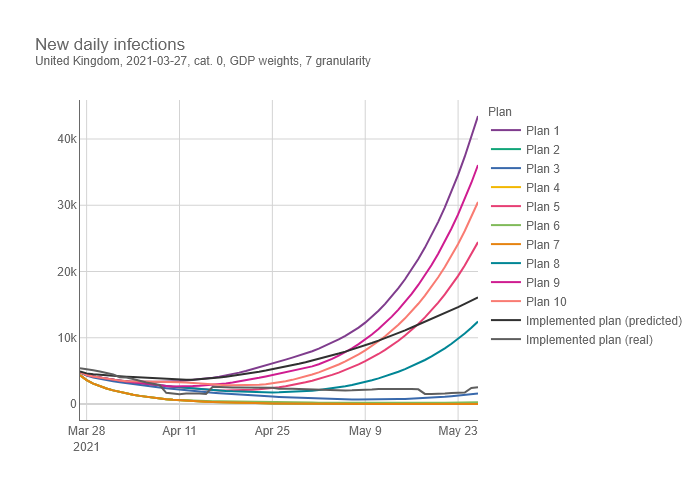 New daily infections
United Kingdom, 2021-03-27, cat. 0, GDP weights, 7 granularity
Plan
Plan 1
Plan 2
Plan 3
Plan 4
Plan 5
Plan 6
Plan 7
Plan 8
Plan 9
Plan 10
Implemented plan (predicted)
Implemented plan (real)
40k
30k
20k
10k
0
Mar 28 Apr 11 Apr 25 May 9 May 23
2021